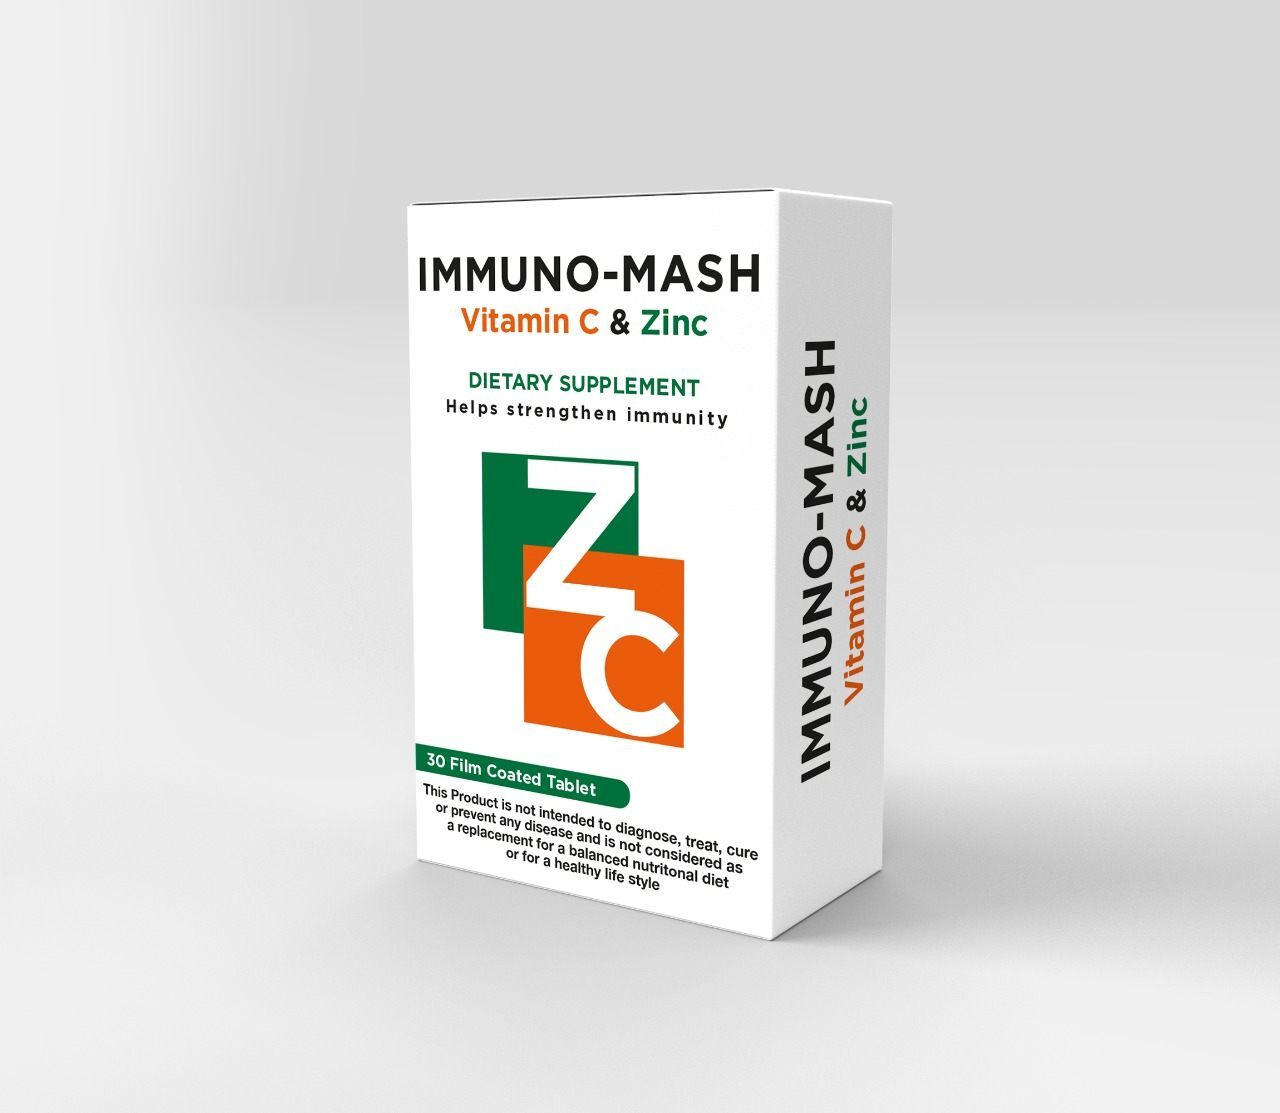 IMMUNO-MASH
Vitamin C & Zinc
DIETARY SUPPLEMENT
Helps strengthen immunity
Z
C
30 Film Coated Tablet
This Product is not intended to diagnose, treat, cure
or prevent any disease and is not considered as
a replacement for a balanced nutritonal diet
or for a healthy life style
IMMUNO-MASH
Vitamin C & Zinc